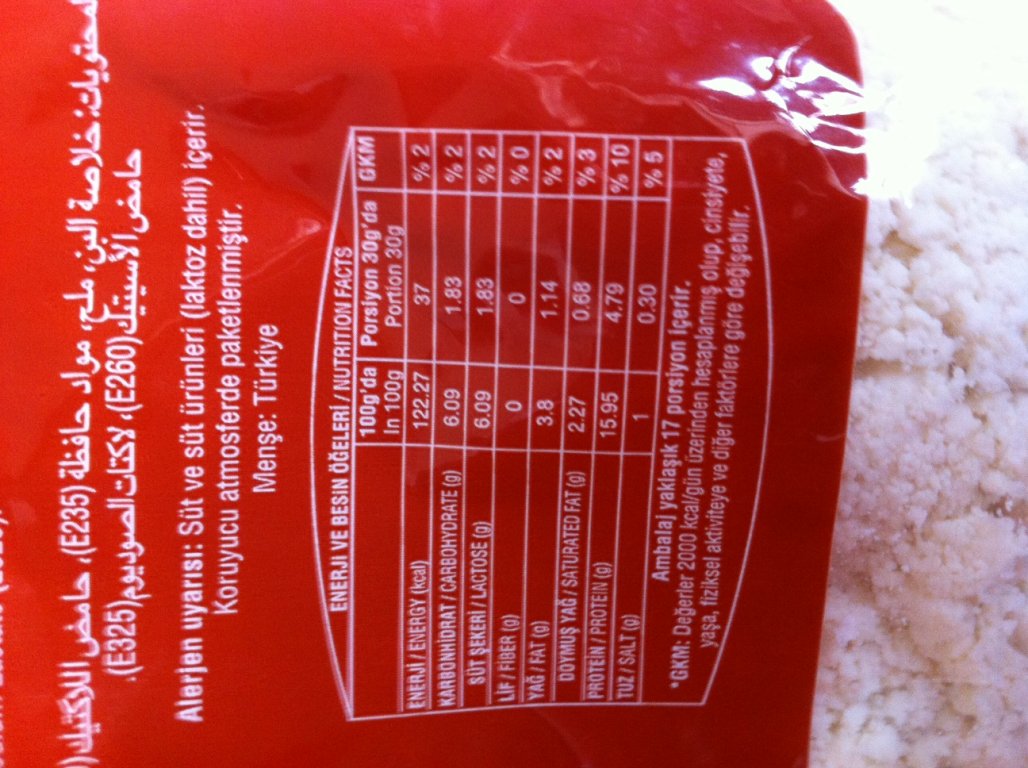 المحتويات: خلاصة البن، ملح، مواد حافظة (E235)، حامض اللاكتيك
حامض الأسيتيك(E260)، لاكتات الصوديوم(E325).
Alerjen uyarısı: Süt ve süt ürünleri (laktoz dahil) içerir.
Koruyucu atmosferde paketlenmiştir.
Menşe: Türkiye
ENERJİ VE BESİN ÖĞELERİ / NUTRITION FACTS
100g'da Porsiyon 30g'da GKM
In 100g Portion 30g
ENERJİ / ENERGY (kçal) 122.27 37 % 2
KARBONHİDRAT / CARBOHYDRATE (g) 6.09 1.83 % 2
SÜT ŞEKERİ / LACTOSE (g) 6.09 1.83 % 2
LİF / FİBER (g) 0 0 % 0
YAĞ / FAT (g) 3.8 1.14 % 2
DOYMUŞ YAĞ / SATURATED FAT (g) 2.27 0.68 % 3
PROTEİN / PROTEIN (g) 15.95 4.79 % 10
TUZ / SALT (g) 1 0.30 % 5
Ambalaj yaklaşık 17 porsiyon içerir.
*GKM: Değerler 2000 kcal/gün üzerinden hesaplanmış olup, cinsiyete,
yaşa, fiziksel aktiviteye ve diğer faktörlere göre değişebilir.